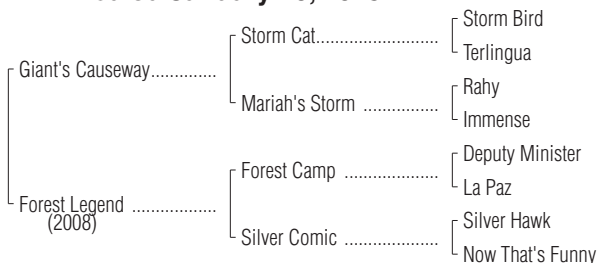 Storm Bird
Storm Cat........................
Terlingua
Giant's Causeway.............
Rahy
Mariah's Storm ...............
Immense
Deputy Minister
Forest Camp ...................
La Paz
Forest Legend .................
(2008)
Silver Hawk
Silver Comic ...................
Now That's Funny